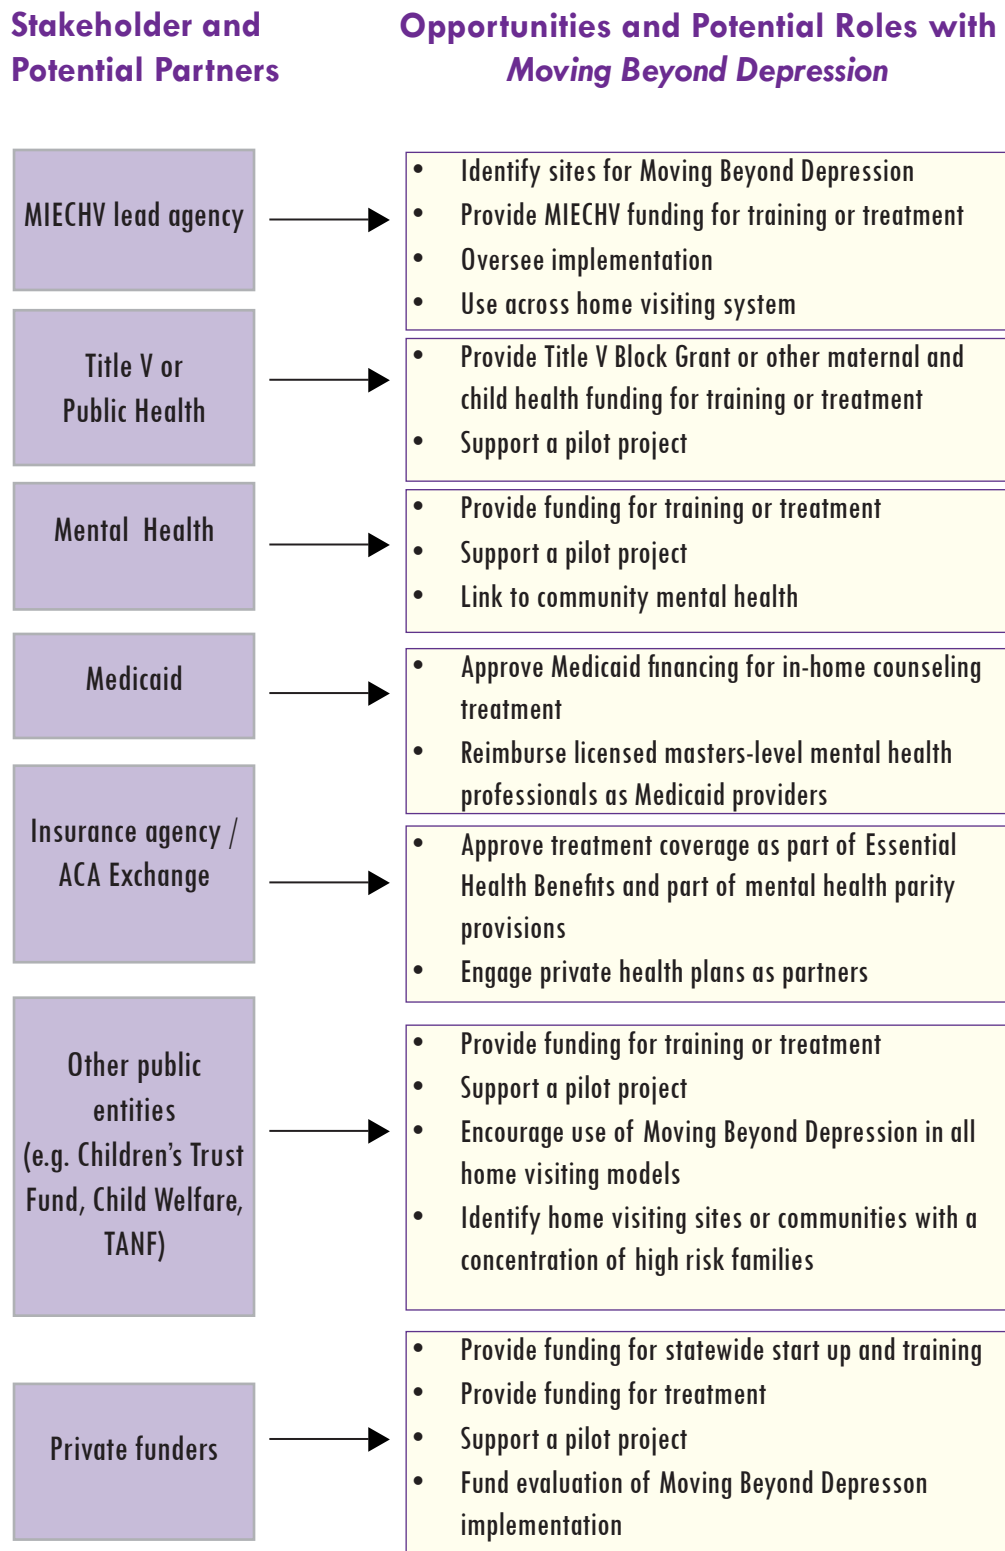 Stakeholder and
Potential Partners
Opportunities and Potential Roles with
Moving Beyond Depression
MIECHV lead agency
• Identify sites for Moving Beyond Depression
• Provide MIECHV funding for training or treatment
• Oversee implementation
• Use across home visiting system
Title V or
Public Health
• Provide Title V Block Grant or other maternal and
child health funding for training or treatment
• Support a pilot project
Mental Health
• Provide funding for training or treatment
• Support a pilot project
• Link to community mental health
Medicaid
• Approve Medicaid financing for in-home counseling
treatment
• Reimburse licensed masters-level mental health
professionals as Medicaid providers
Insurance agency /
ACA Exchange
• Approve treatment coverage as part of Essential
Health Benefits and part of mental health parity
provisions
• Engage private health plans as partners
Other public
entities
(e.g. Children’s Trust
Fund, Child Welfare,
TANF)
• Provide funding for training or treatment
• Support a pilot project
• Encourage use of Moving Beyond Depression in all
home visiting models
• Identify home visiting sites or communities with a
concentration of high risk families
Private funders
• Provide funding for statewide start up and training
• Provide funding for treatment
• Support a pilot project
• Fund evaluation of Moving Beyond Depresson
implementation